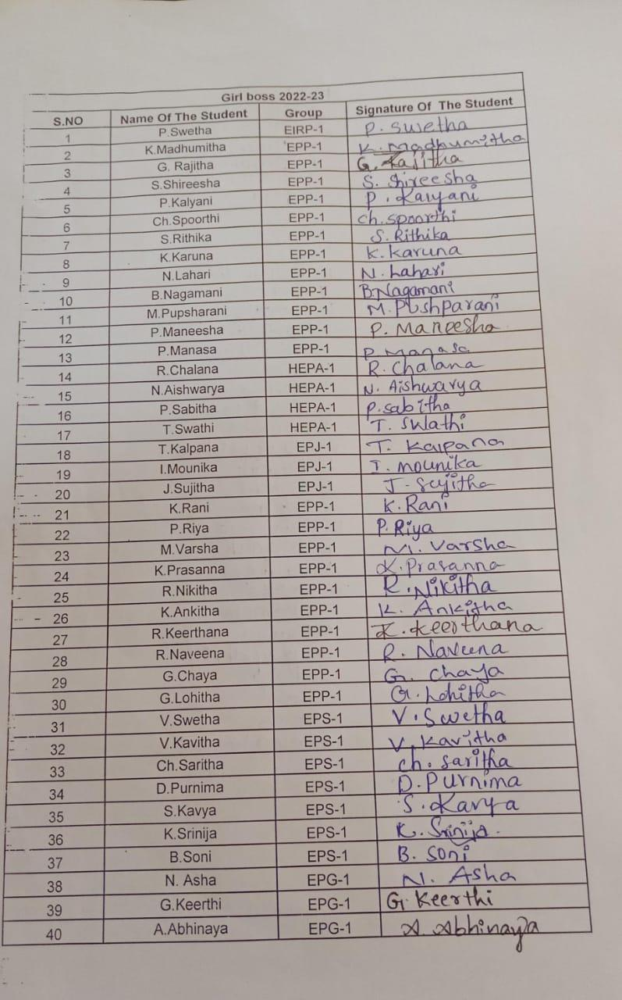 Girl boss 2022-23
S.NO Name Of The Student Group Signature Of The Student
1 P.Swetha EIRP-1 P. Swetha
2 K.Madhumitha EPP-1 K. Madhumitha
3 G. Rajitha EPP-1 G. Rajitha
4 S.Shireesha EPP-1 S. Shireesha
5 P.Kalyani EPP-1 P. Kalyani
6 Ch.Spoorthi EPP-1 Ch. Spoorthi
7 S.Rithika EPP-1 S. Rithika
8 K.Karuna EPP-1 K. Karuna
9 N.Lahari EPP-1 N. Lahari
10 B.Nagamani EPP-1 B.Nagamani
11 M.Pupsharani EPP-1 M. Pushparani
12 P.Maneesha EPP-1 P. Maneesha
13 P.Manasa EPP-1 P Manasa
14 R.Chalana HEPA-1 R. Chalana
15 N.Aishwarya HEPA-1 N. Aishwarya
16 P.Sabitha HEPA-1 P. sabitha
17 T.Swathi HEPA-1 T. Swathi
18 T.Kalpana EPJ-1 T. Kalpana
19 I.Mounika EPJ-1 I. mounika
20 J.Sujitha EPJ-1 J. Sujitha
21 K.Rani EPP-1 K. Rani
22 P.Riya EPP-1 P. Riya
23 M.Varsha EPP-1 M. Varsha
24 K.Prasanna EPP-1 K. Prasanna
25 R.Nikitha EPP-1 R. Nikitha
26 K.Ankitha EPP-1 K. Ankitha
27 R.Keerthana EPP-1 K. Keerthana
28 R.Naveena EPP-1 R. Naveena
29 G.Chaya EPP-1 G. Chaya
30 G.Lohitha EPP-1 G. Lohitha
31 V.Swetha EPS-1 V. Swetha
32 V.Kavitha EPS-1 V. Kavitha
33 Ch.Saritha EPS-1 Ch. Saritha
34 D.Purnima EPS-1 D. Purnima
35 S.Kavya EPS-1 S. Kavya
36 K.Srinija EPS-1 K. Srinija.
37 B.Soni EPS-1 B. Soni
38 N. Asha EPG-1 N. Asha
39 G.Keerthi EPG-1 G. Keerthi
40 A.Abhinaya EPG-1 A. Abhinaya